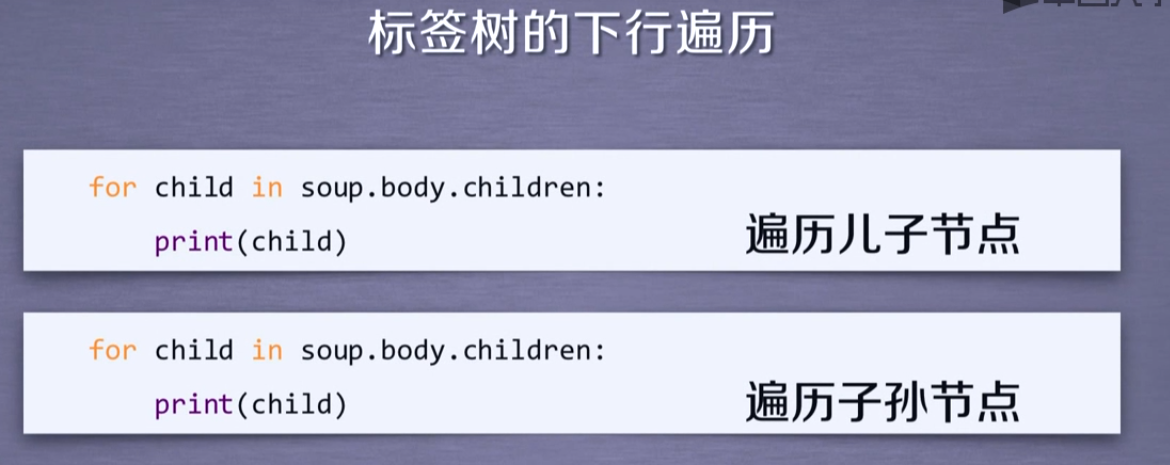 标签树的下行遍历
for child in soup.body.children:
print(child)
遍历儿子节点
for child in soup.body.children:
print(child)
遍历子孙节点